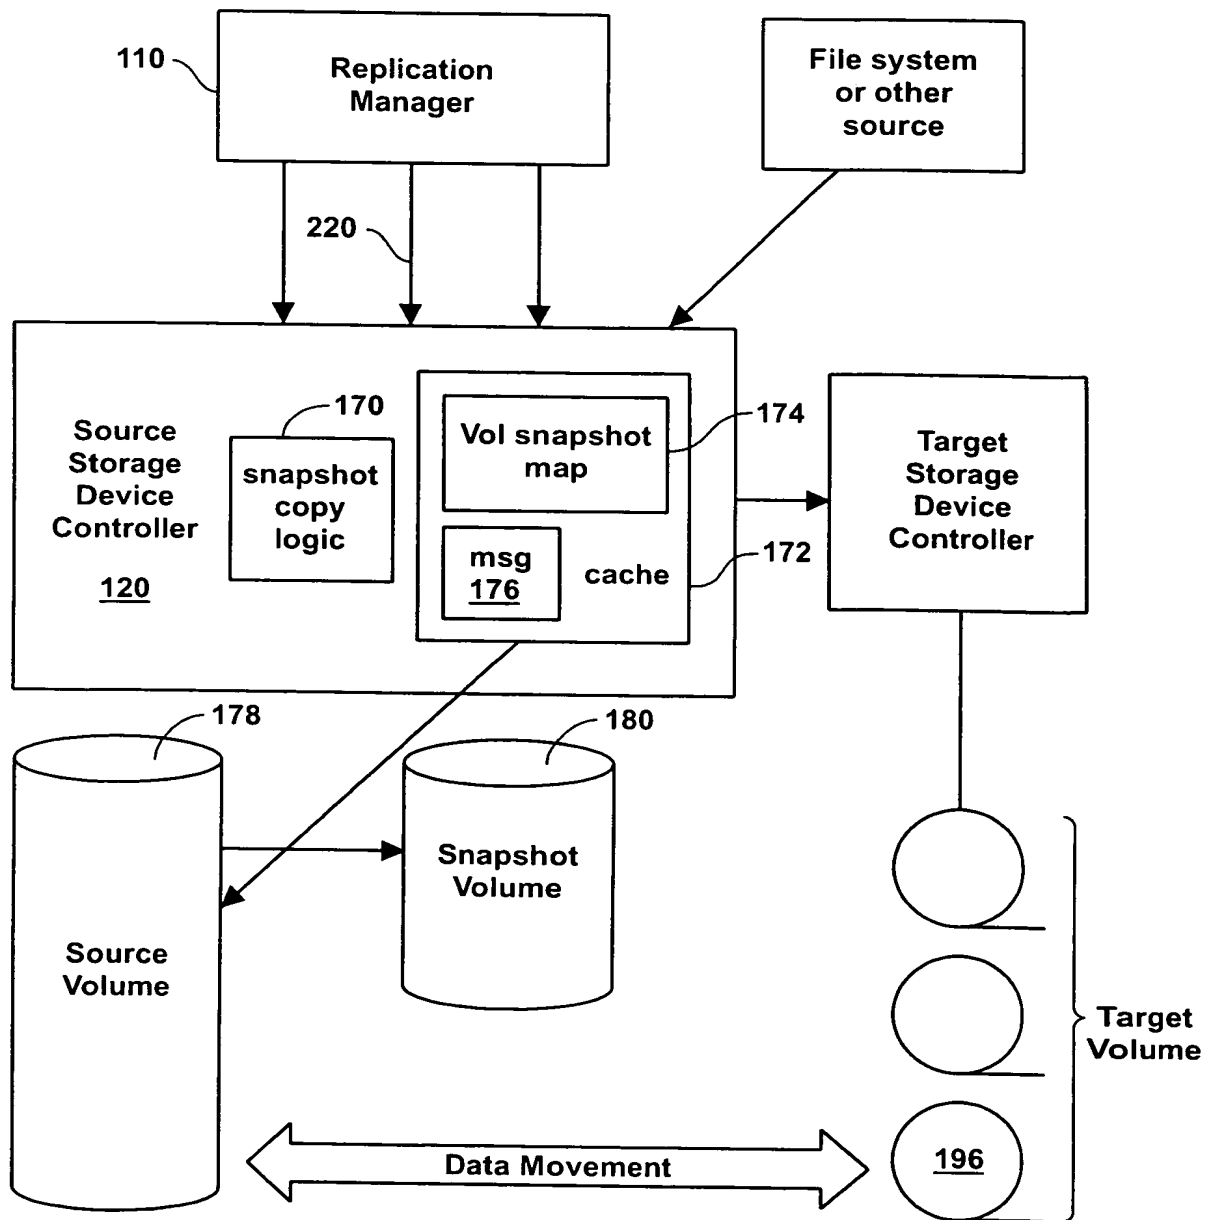 110
Replication
Manager
File system
or other
source
220
Source
Storage
Device
Controller
120
170
snapshot
copy
logic
Vol snapshot
map
174
msg
176
cache
172
Target
Storage
Device
Controller
178
180
Source
Volume
Snapshot
Volume
Target
Volume
Data Movement
196